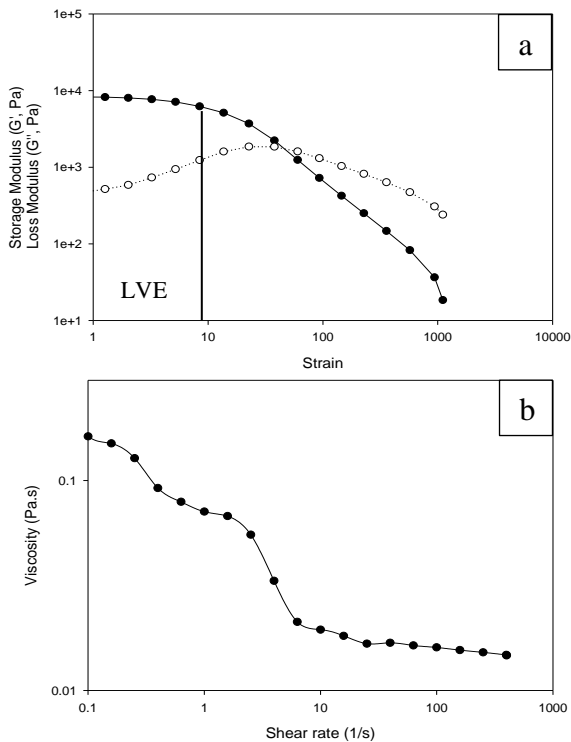 a
Storage Modulus (G', Pa)
Loss Modulus (G", Pa)
1e+5
1e+4
1e+3
1e+2
1e+1
LVE
1 10 100 1000 10000
Strain
b
Viscosity (Pa.s)
0.1
0.01
0.1 1 10 100 1000
Shear rate (1/s)